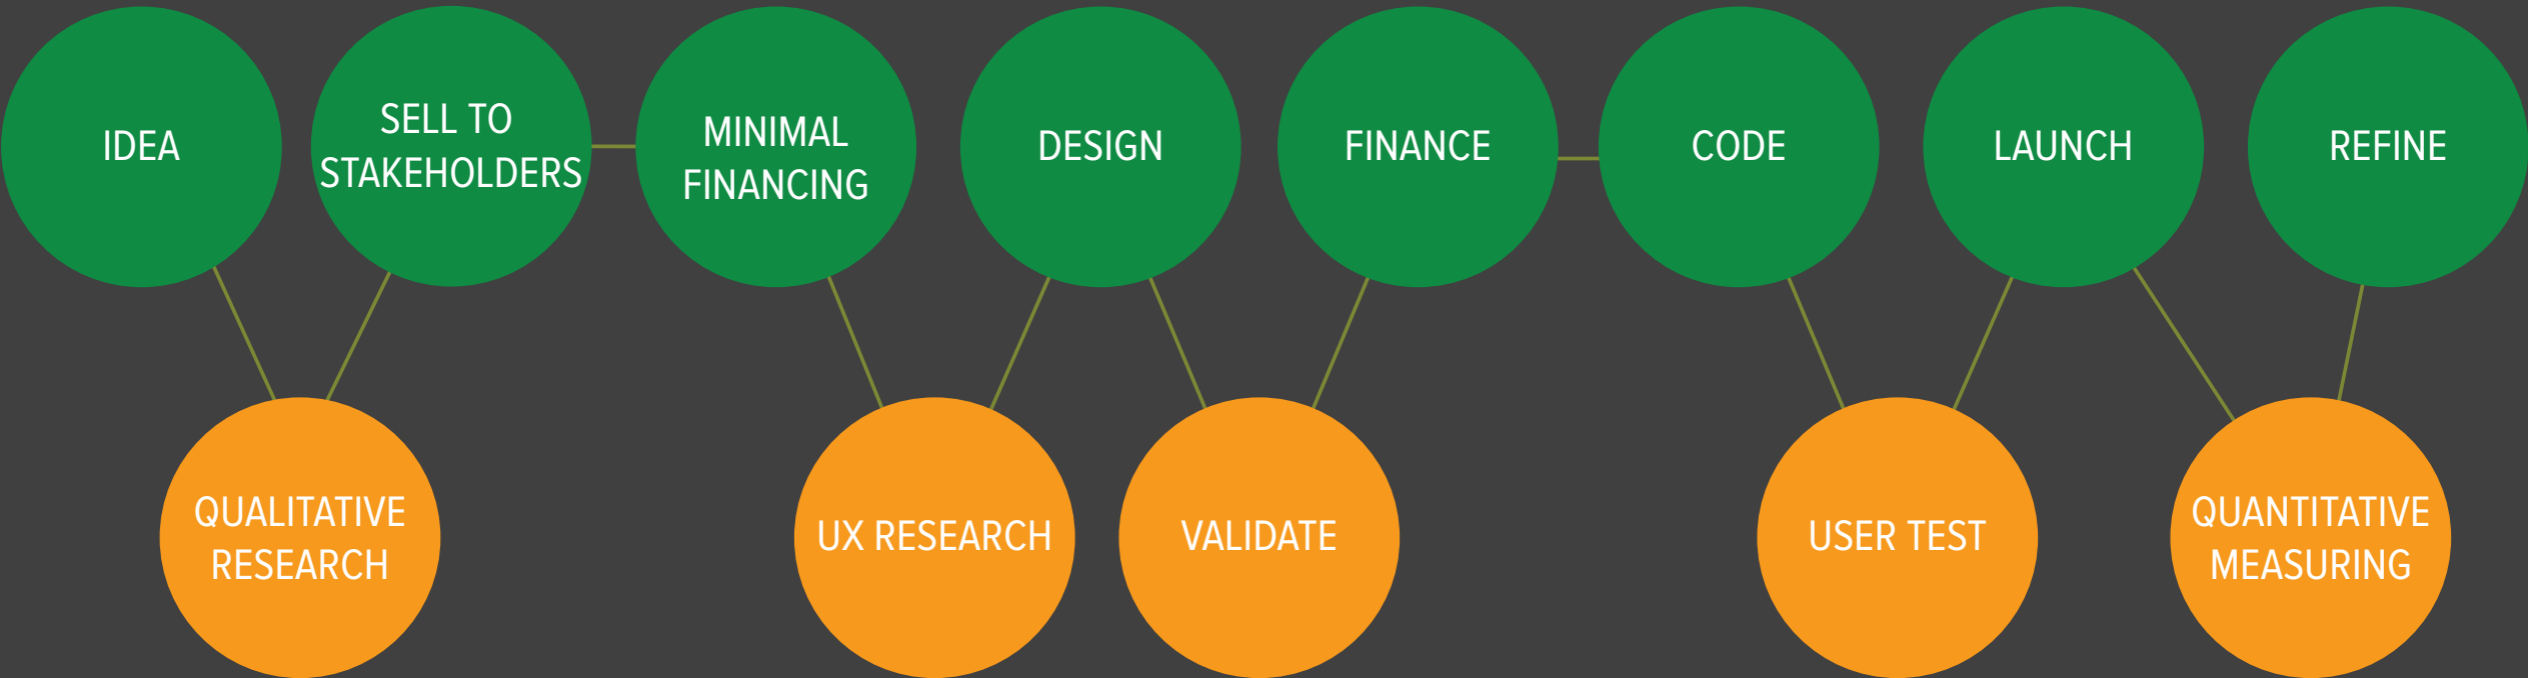 IDEA
SELL TO
STAKEHOLDERS
MINIMAL
FINANCING
DESIGN
FINANCE
CODE
LAUNCH
REFINE
QUALITATIVE
RESEARCH
UX RESEARCH
VALIDATE
USER TEST
QUANTITATIVE
MEASURING